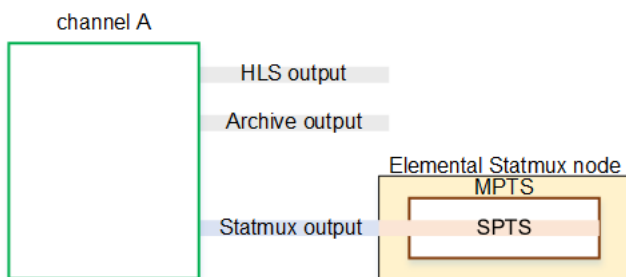 channel A
HLS output
Archive output
Elemental Statmux node
MPTS
Statmux output
SPTS